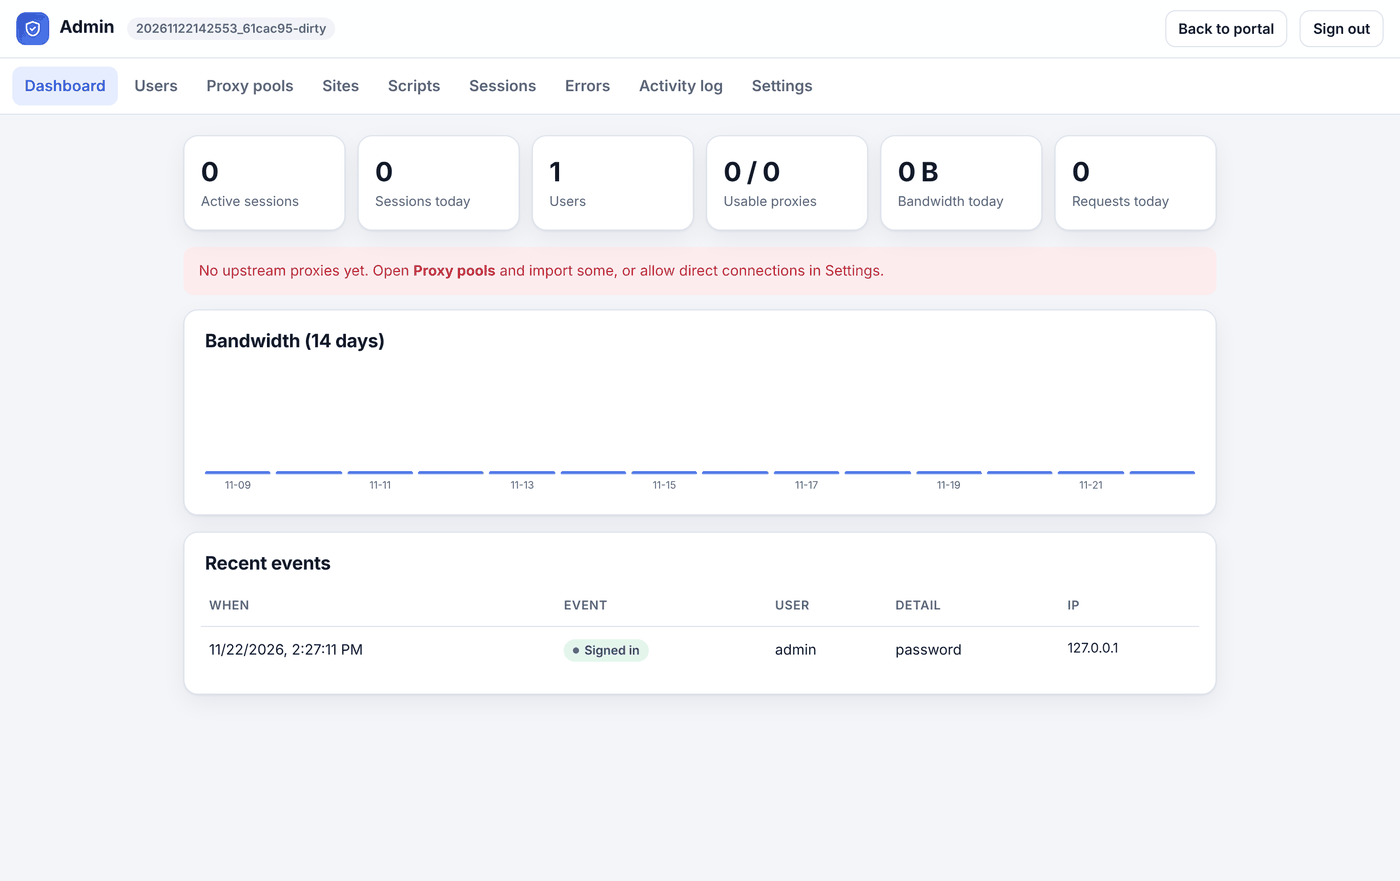 Admin 20261122142553_61cac95-dirty Back to portal Sign out
Dashboard Users Proxy pools Sites Scripts Sessions Errors Activity log Settings
0 0 1 0 / 0 0 B 0
Active sessions Sessions today Users Usable proxies Bandwidth today Requests today
No upstream proxies yet. Open Proxy pools and import some, or allow direct connections in Settings.
Bandwidth (14 days)
11-09 11-11 11-13 11-15 11-17 11-19 11-21
Recent events
WHEN EVENT USER DETAIL IP
11/22/2026, 2:27:11 PM Signed in admin password 127.0.0.1